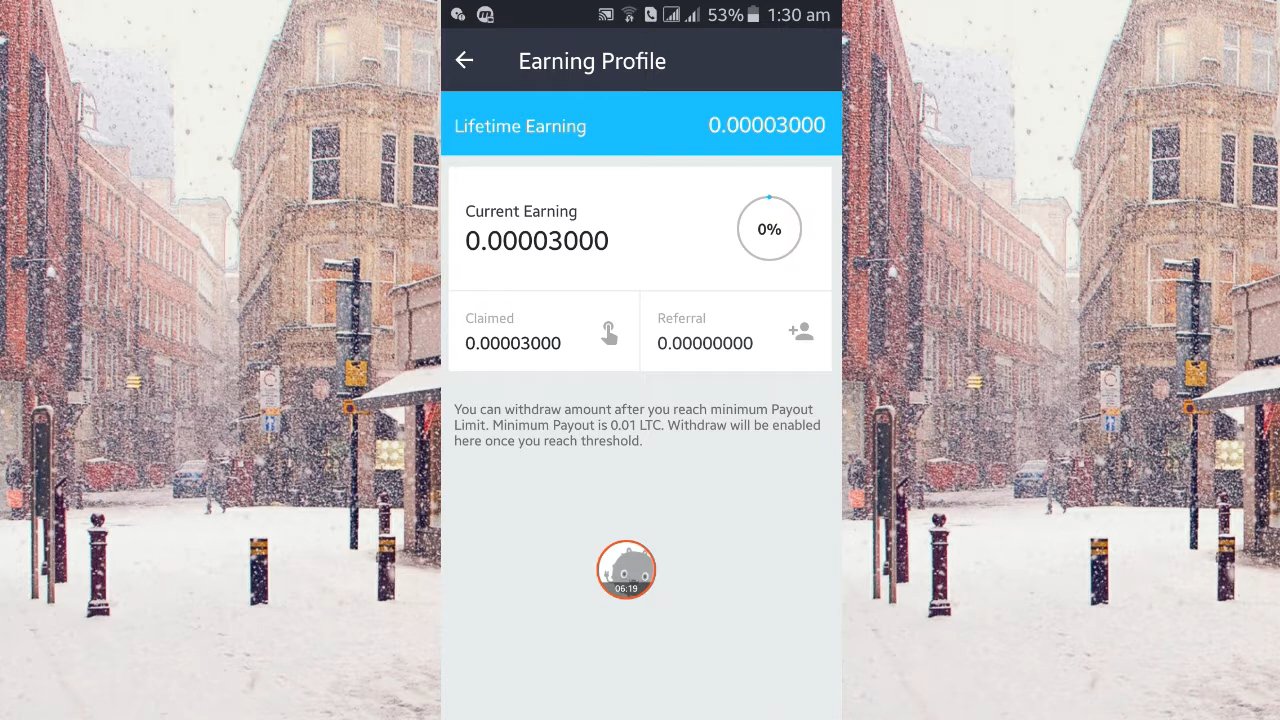 53% 1:30 am
Earning Profile
Lifetime Earning 0.00003000
Current Earning
0.00003000
0%
Claimed
0.00003000
Referral
0.00000000
You can withdraw amount after you reach minimum Payout
Limit. Minimum Payout is 0.01 LTC. Withdraw will be enabled
here once you reach threshold.
06:19